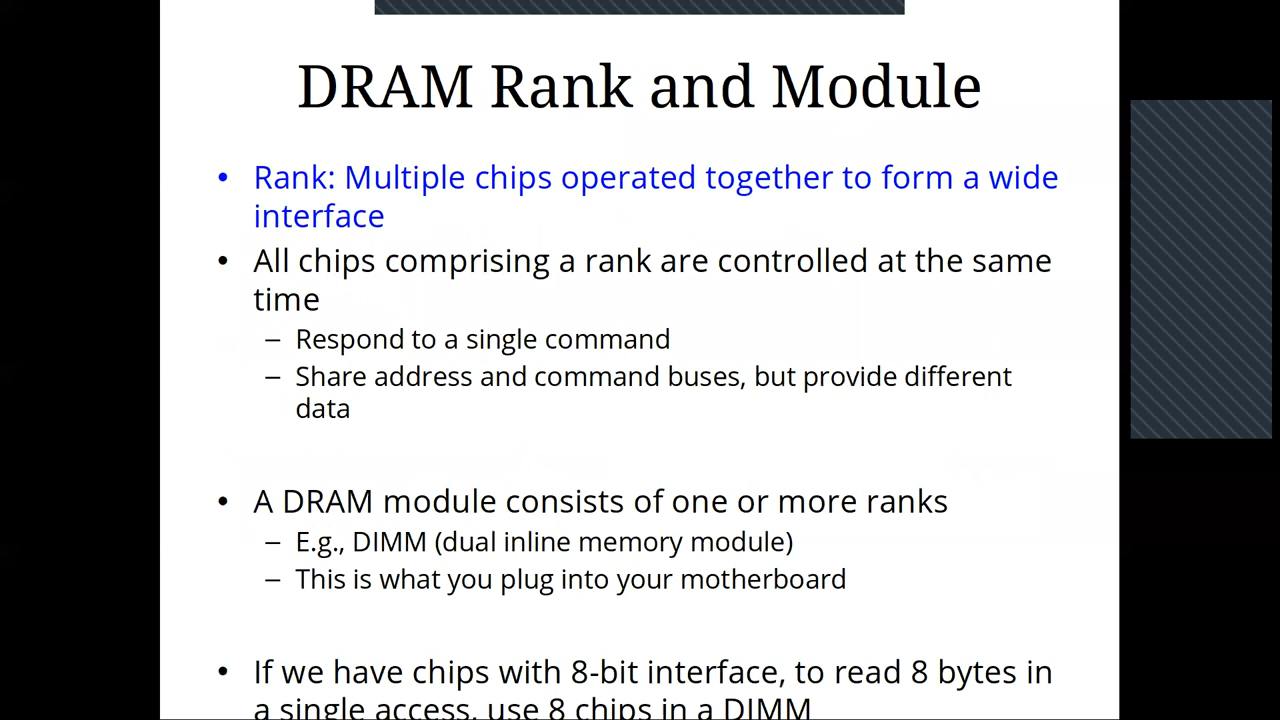 DRAM Rank and Module
• Rank: Multiple chips operated together to form a wide
interface
• All chips comprising a rank are controlled at the same
time
– Respond to a single command
– Share address and command buses, but provide different
data
• A DRAM module consists of one or more ranks
– E.g., DIMM (dual inline memory module)
– This is what you plug into your motherboard
• If we have chips with 8-bit interface, to read 8 bytes in
a single access, use 8 chips in a DIMM